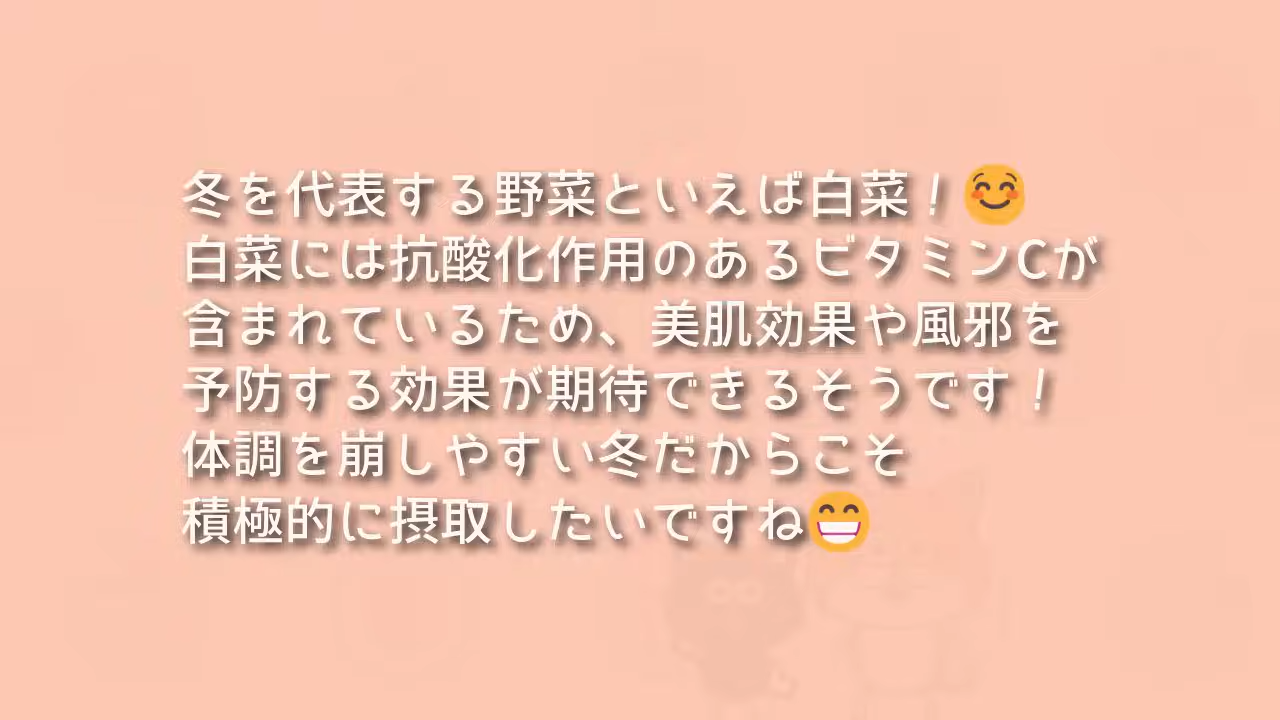 冬を代表する野菜といえば白菜！😊
白菜には抗酸化作用のあるビタミンCが
含まれているため、美肌効果や風邪を
予防する効果が期待できるそうです！
体調を崩しやすい冬だからこそ
積極的に摂取したいですね😁